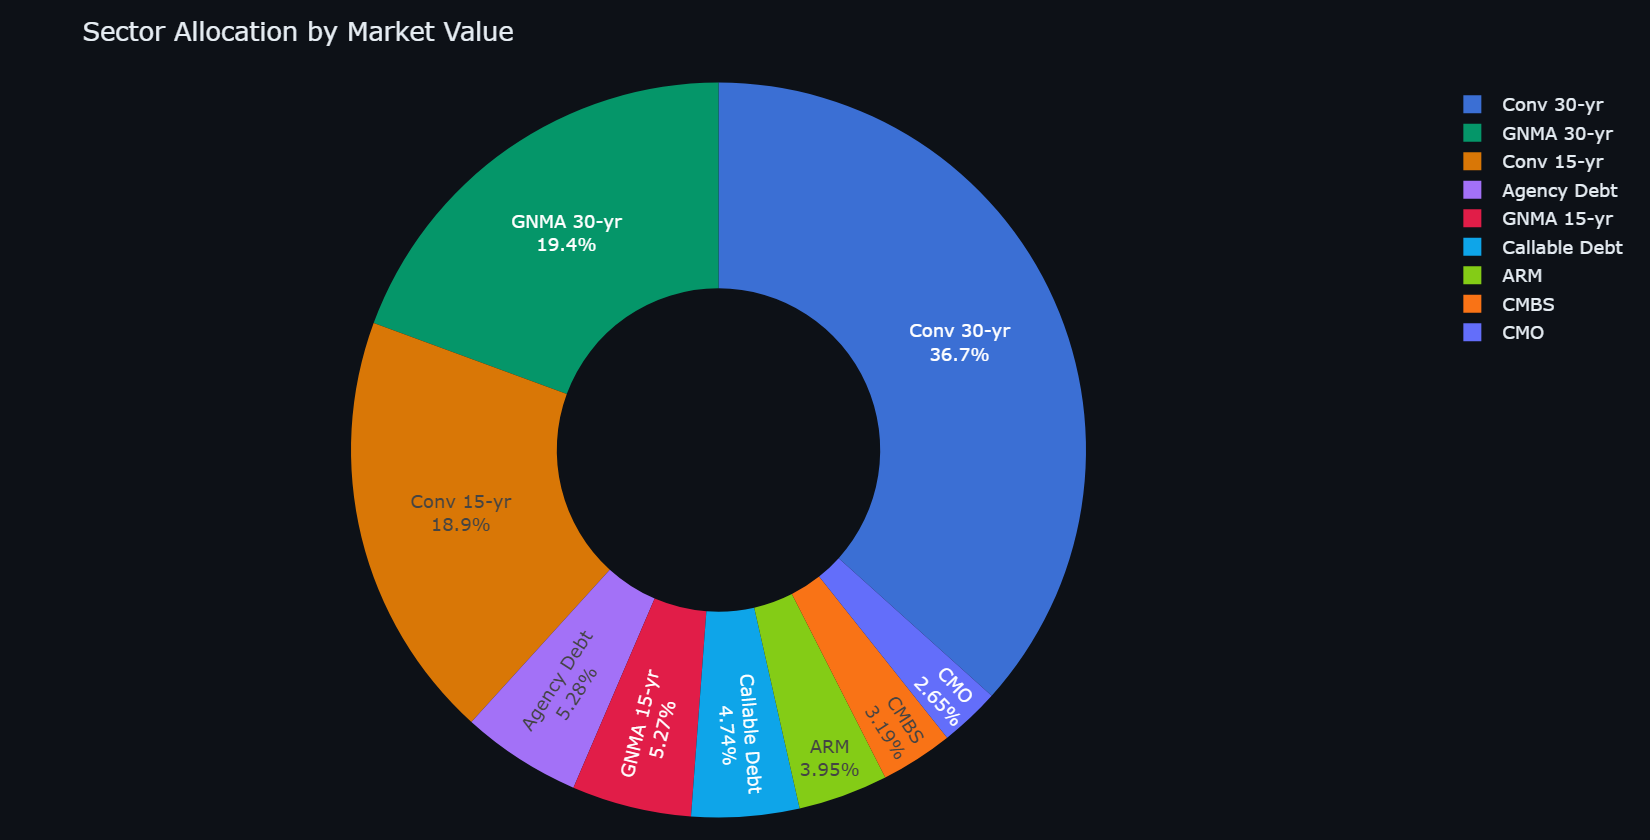 Sector Allocation by Market Value
Conv 30-yr
36.7%
GNMA 30-yr
19.4%
Conv 15-yr
18.9%
Agency Debt
5.28%
GNMA 15-yr
5.27%
Callable Debt
4.74%
ARM
3.95%
CMBS
3.19%
CMO
2.65%
Conv 30-yr
GNMA 30-yr
Conv 15-yr
Agency Debt
GNMA 15-yr
Callable Debt
ARM
CMBS
CMO